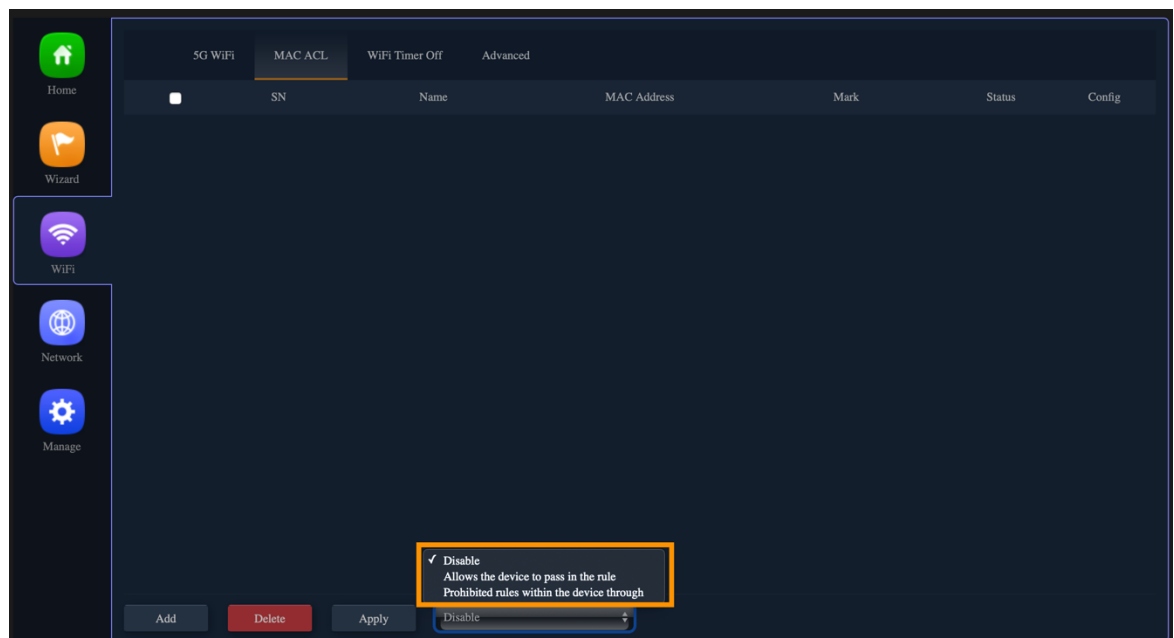 Home
Wizard
WiFi
Network
Manage
5G WiFi MAC ACL WiFi Timer Off Advanced
SN Name MAC Address Mark Status Config
✓ Disable
Allows the device to pass in the rule
Prohibited rules within the device through
Add Delete Apply Disable